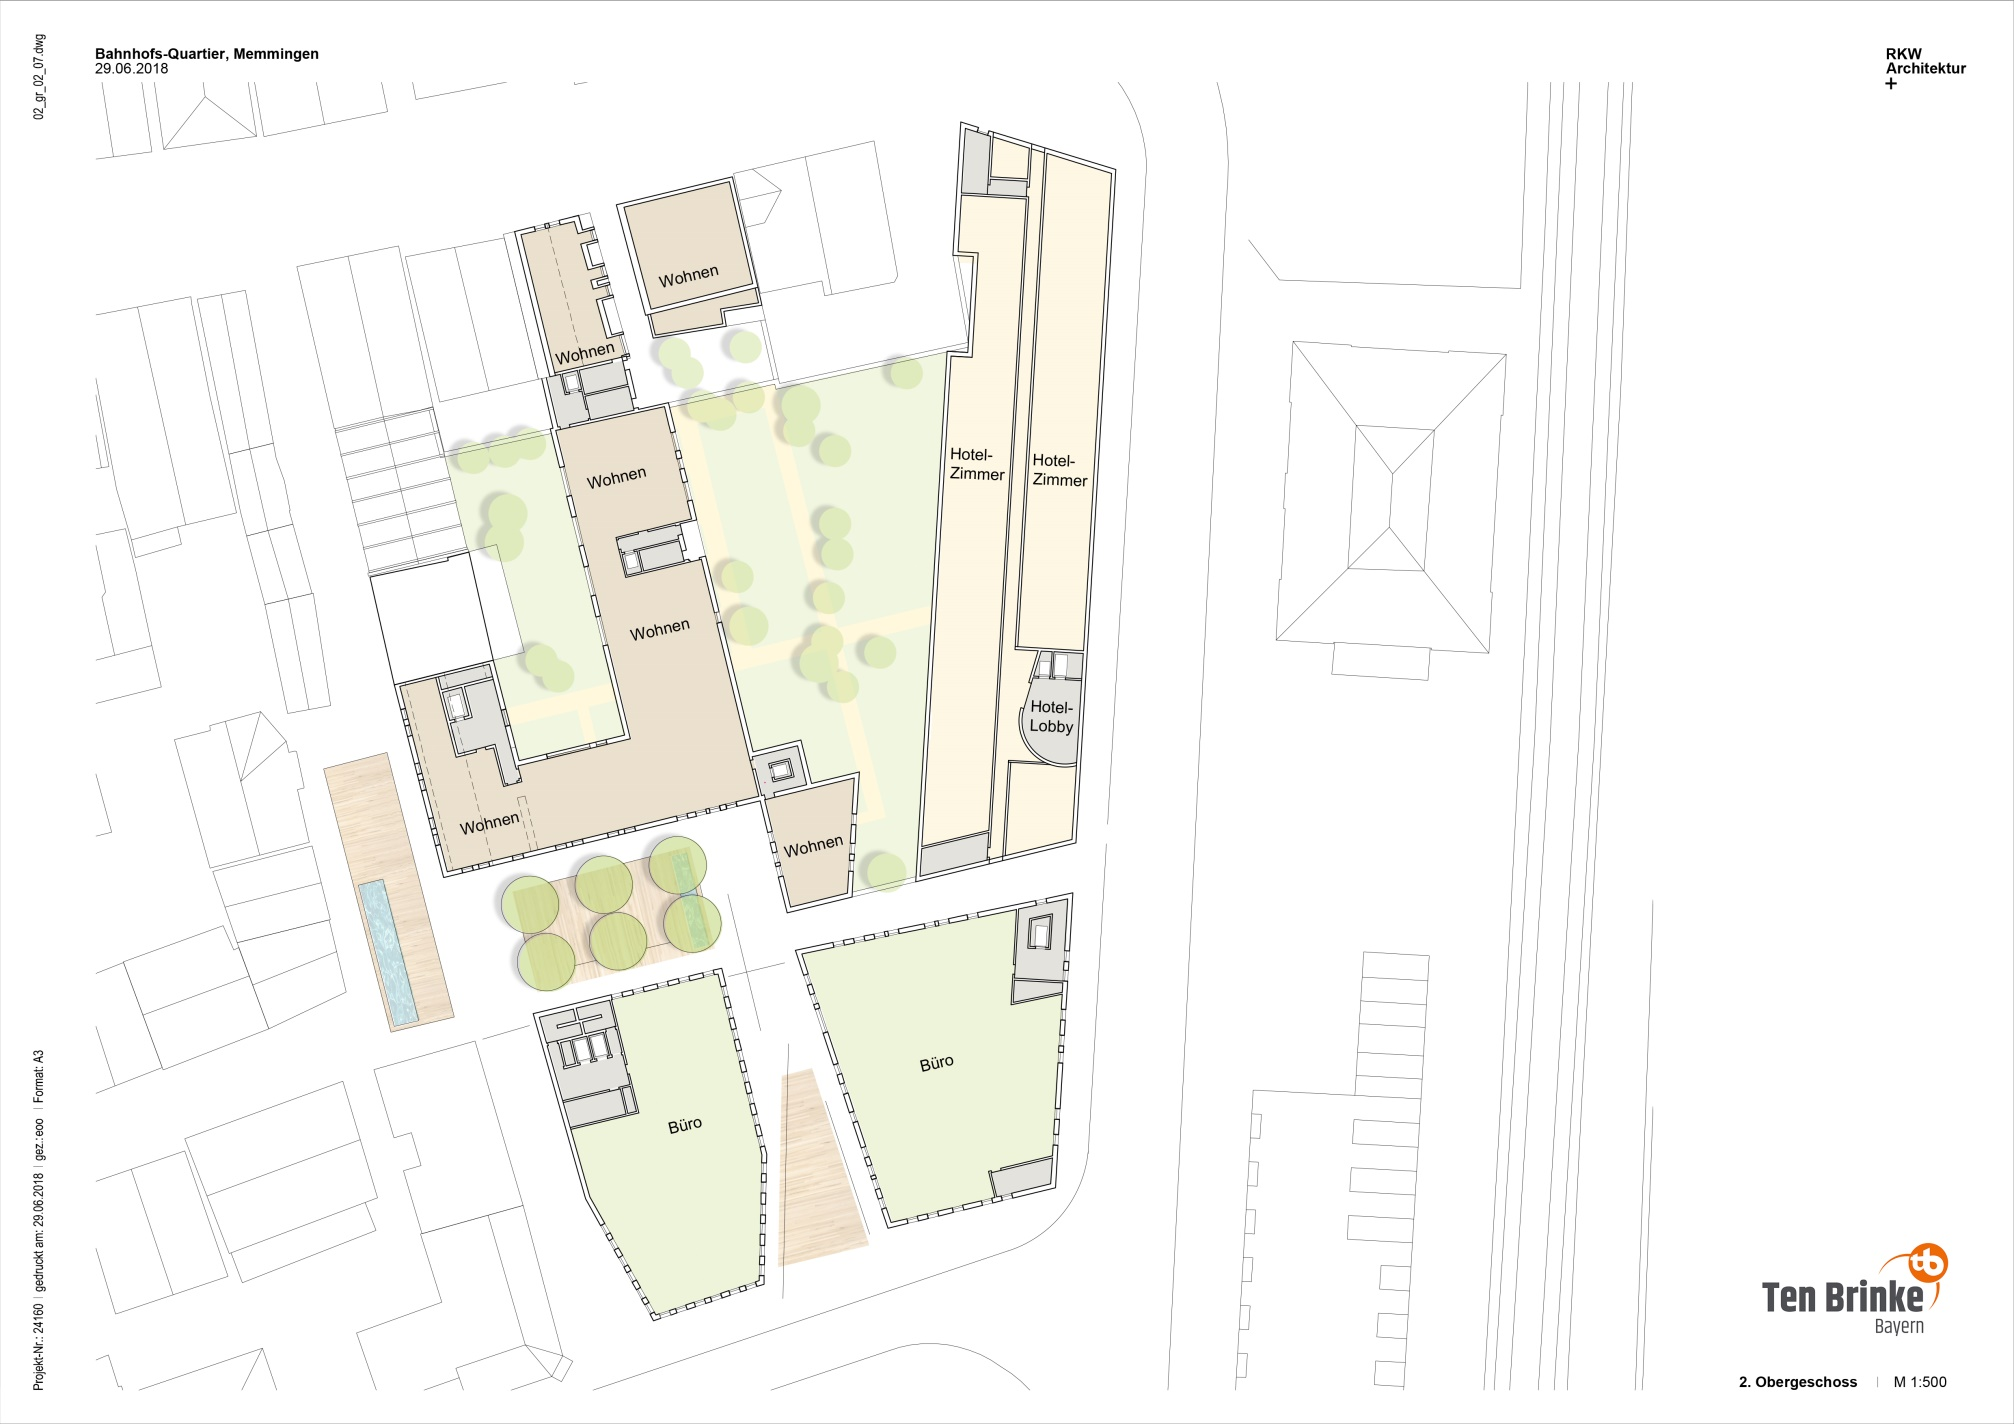 Bahnhofs-Quartier, Memmingen
29.06.2018
02_gr_02_07.dwg
RKW
Architektur
+
Wohnen
Wohnen
Wohnen
Hotel-
Zimmer
Hotel-
Zimmer
Wohnen
Hotel-
Lobby
Wohnen
Wohnen
Büro
Büro
Projekt-Nr.: 24160 | gedruckt am: 29.06.2018 | gez.:eoo | Format: A3
tb
Ten Brinke
Bayern
2. Obergeschoss | M 1:500